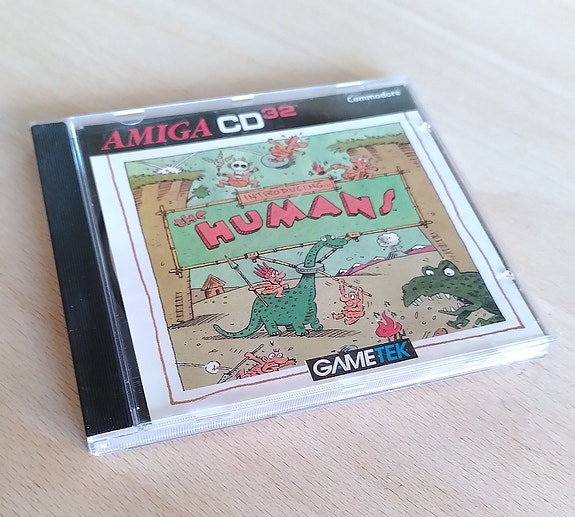 Commodore
AMIGA CD32
INTRODUCING...
the HUMANS
GAMETEK